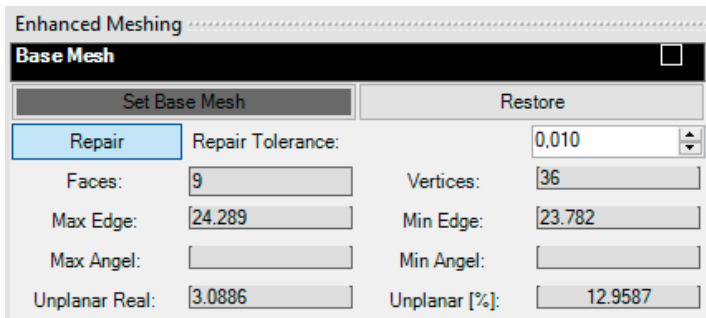 Enhanced Meshing
Base Mesh
Set Base Mesh Restore
Repair Repair Tolerance: 0,010
Faces: 9 Vertices: 36
Max Edge: 24.289 Min Edge: 23.782
Max Angel: Min Angel:
Unplanar Real: 3.0886 Unplanar [%]: 12.9587